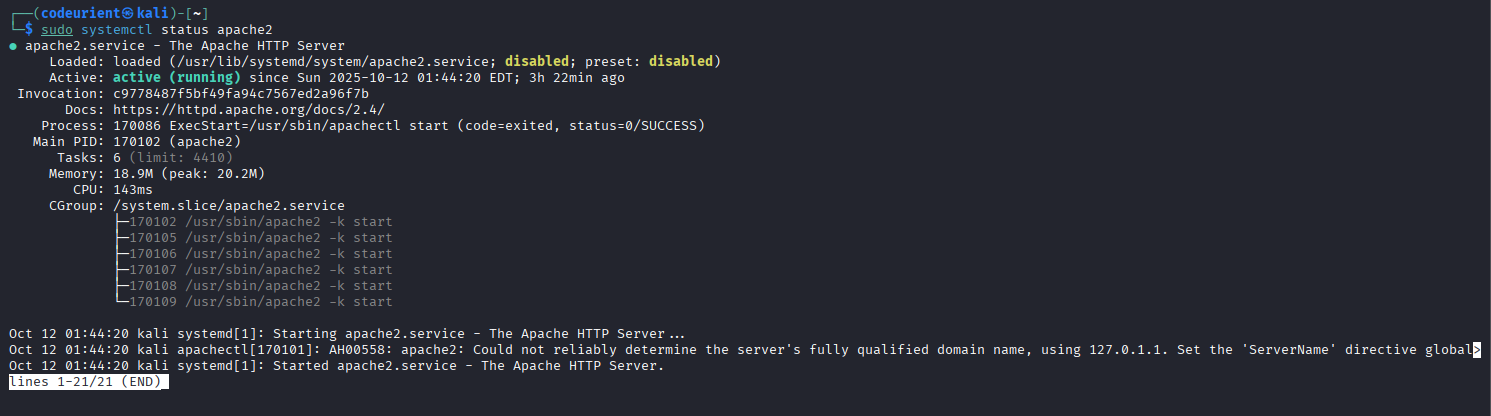 ┌──(codeurient㉿kali)-[~]
└─$ sudo systemctl status apache2
● apache2.service - The Apache HTTP Server
     Loaded: loaded (/usr/lib/systemd/system/apache2.service; disabled; preset: disabled)
     Active: active (running) since Sun 2025-10-12 01:44:20 EDT; 3h 22min ago
 Invocation: c9778487f5bf49fa94c7567ed2a96f7b
       Docs: https://httpd.apache.org/docs/2.4/
    Process: 170086 ExecStart=/usr/sbin/apachectl start (code=exited, status=0/SUCCESS)
   Main PID: 170102 (apache2)
      Tasks: 6 (limit: 4410)
     Memory: 18.9M (peak: 20.2M)
        CPU: 143ms
     CGroup: /system.slice/apache2.service
             ├─170102 /usr/sbin/apache2 -k start
             ├─170105 /usr/sbin/apache2 -k start
             ├─170106 /usr/sbin/apache2 -k start
             ├─170107 /usr/sbin/apache2 -k start
             ├─170108 /usr/sbin/apache2 -k start
             └─170109 /usr/sbin/apache2 -k start

Oct 12 01:44:20 kali systemd[1]: Starting apache2.service - The Apache HTTP Server...
Oct 12 01:44:20 kali apachectl[170101]: AH00558: apache2: Could not reliably determine the server's fully qualified domain name, using 127.0.1.1. Set the 'ServerName' directive global>
Oct 12 01:44:20 kali systemd[1]: Started apache2.service - The Apache HTTP Server.
lines 1-21/21 (END)